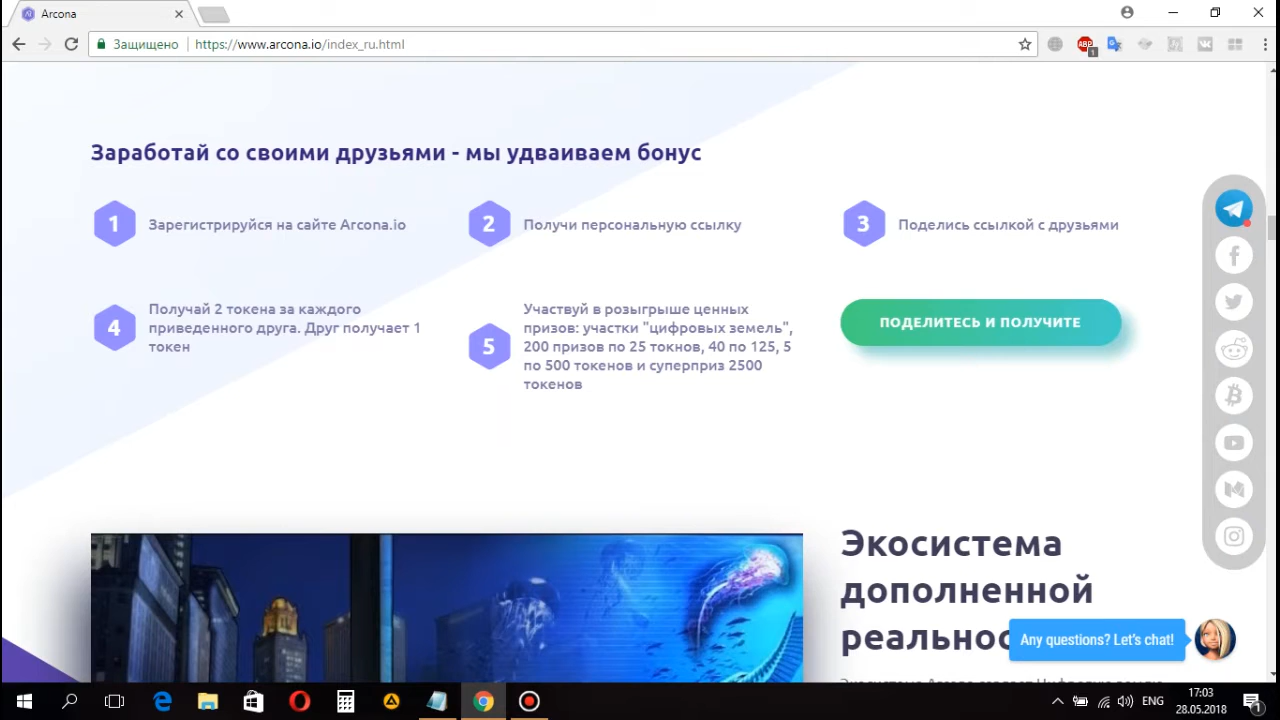 Arcona
Защищено
https://www.arcona.io/index_ru.html
ABP
1
Заработай со своими друзьями - мы удваиваем бонус
1
Зарегистрируйся на сайте Arcona.io
2
Получи персональную ссылку
3
Поделись ссылкой с друзьями
4
Получай 2 токена за каждого
приведенного друга. Друг получает 1
токен
5
Участвуй в розыгрыше ценных
призов: участки "цифровых земель",
200 призов по 25 токнов, 40 по 125, 5
по 500 токенов и суперприз 2500
токенов
ПОДЕЛИТЕСЬ И ПОЛУЧИТЕ
Экосистема
дополненной
Any questions? Let's chat!
ENG
17:03
28.05.2018
1